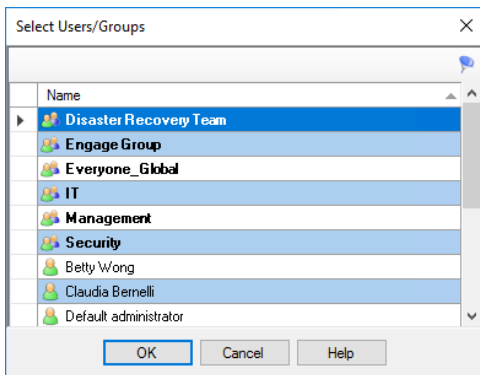 Select Users/Groups
Name
Disaster Recovery Team
Engage Group
Everyone_Global
IT
Management
Security
Betty Wong
Claudia Bernelli
Default administrator
OK Cancel Help